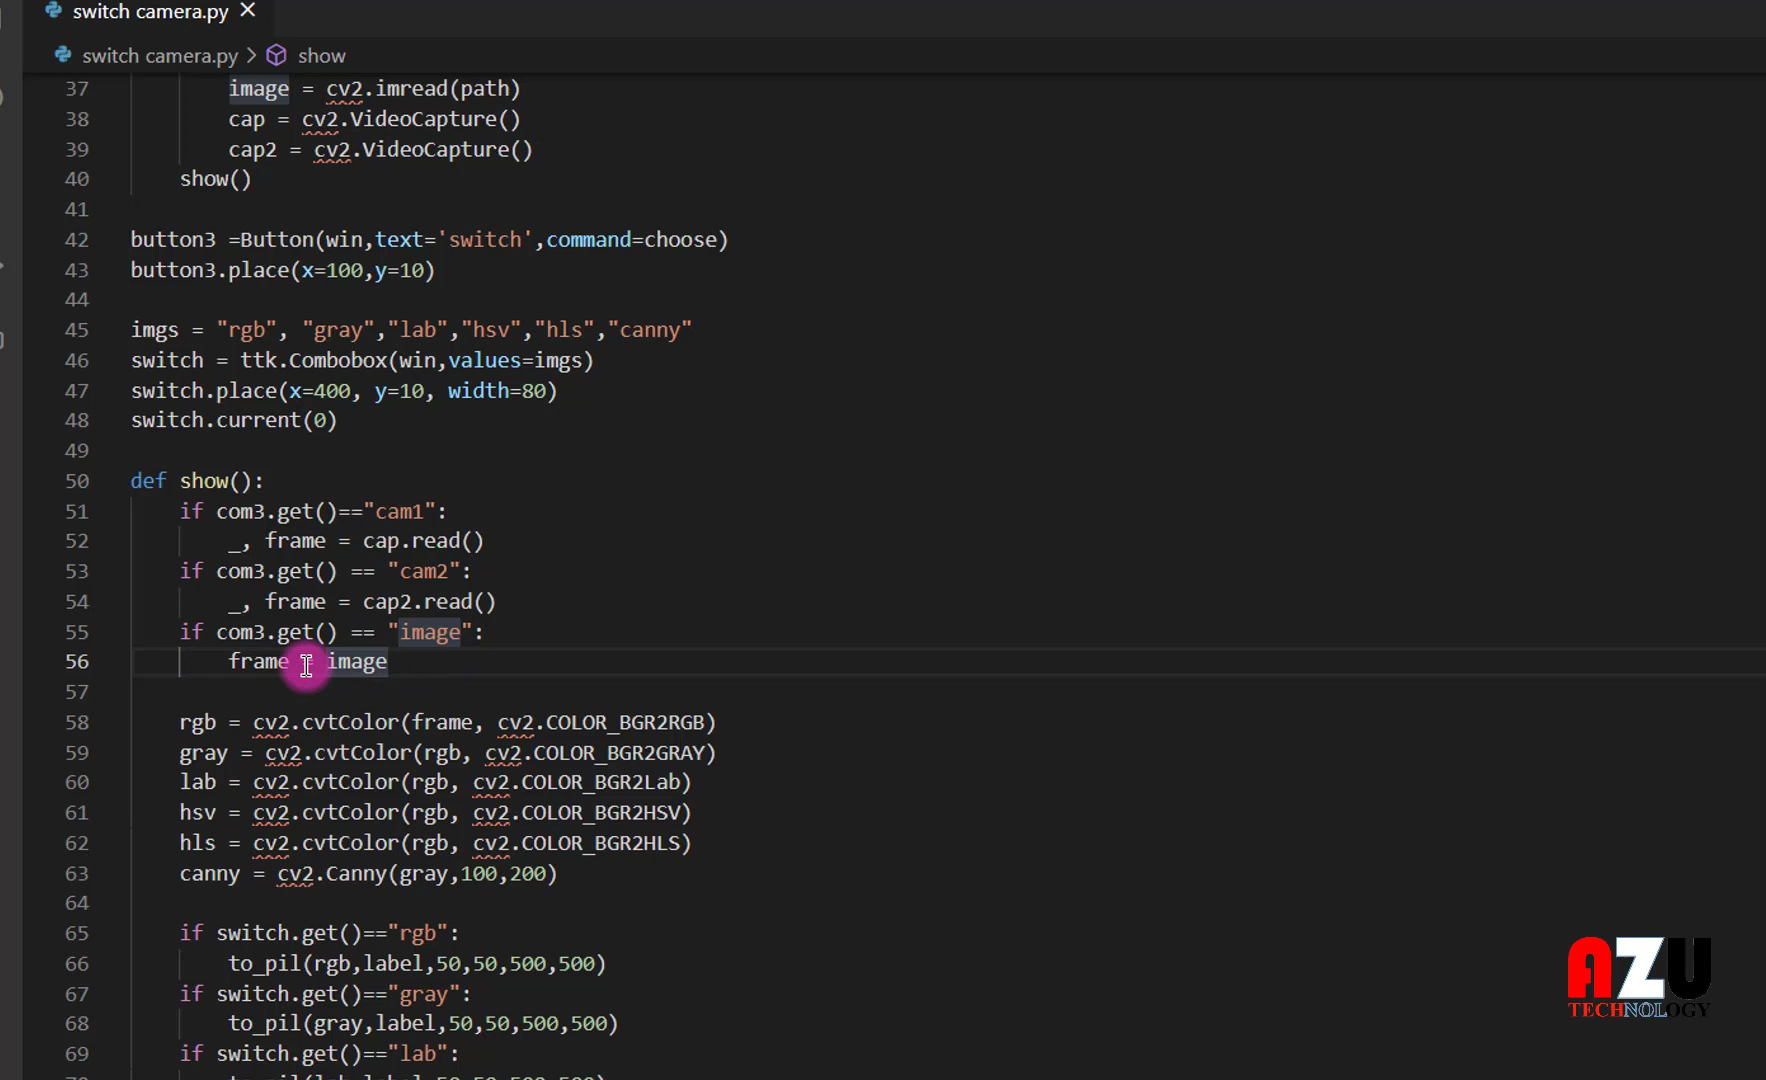 switch camera.py ×
switch camera.py > show
37 image = cv2.imread(path)
38 cap = cv2.VideoCapture()
39 cap2 = cv2.VideoCapture()
40 show()
41
42 button3 =Button(win,text='switch',command=choose)
43 button3.place(x=100,y=10)
44
45 imgs = "rgb", "gray","lab","hsv","hls","canny"
46 switch = ttk.Combobox(win,values=imgs)
47 switch.place(x=400, y=10, width=80)
48 switch.current(0)
49
50 def show():
51 if com3.get()=="cam1":
52 _, frame = cap.read()
53 if com3.get() == "cam2":
54 _, frame = cap2.read()
55 if com3.get() == "image":
56 frame = image
57
58 rgb = cv2.cvtColor(frame, cv2.COLOR_BGR2RGB)
59 gray = cv2.cvtColor(rgb, cv2.COLOR_BGR2GRAY)
60 lab = cv2.cvtColor(rgb, cv2.COLOR_BGR2Lab)
61 hsv = cv2.cvtColor(rgb, cv2.COLOR_BGR2HSV)
62 hls = cv2.cvtColor(rgb, cv2.COLOR_BGR2HLS)
63 canny = cv2.Canny(gray,100,200)
64
65 if switch.get()=="rgb":
66 to_pil(rgb,label,50,50,500,500)
67 if switch.get()=="gray":
68 to_pil(gray,label,50,50,500,500)
69 if switch.get()=="lab":
AZU
TECHNOLOGY